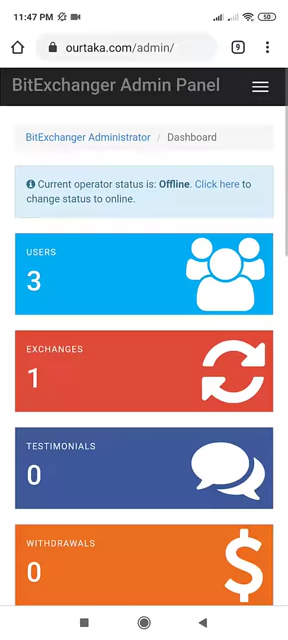 11:47 PM
50
ourtaka.com/admin/
9
BitExchanger Admin Panel
BitExchanger Administrator / Dashboard
Current operator status is: Offline. Click here to
change status to online.
USERS
3
EXCHANGES
1
TESTIMONIALS
0
WITHDRAWALS
0